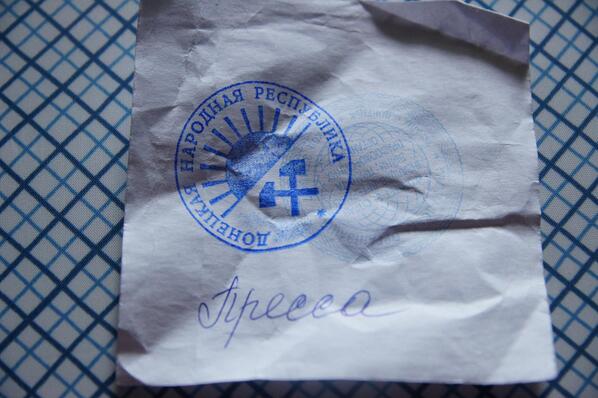 ДОНЕЦКАЯ НАРОДНАЯ РЕСПУБЛИКА
Пресса